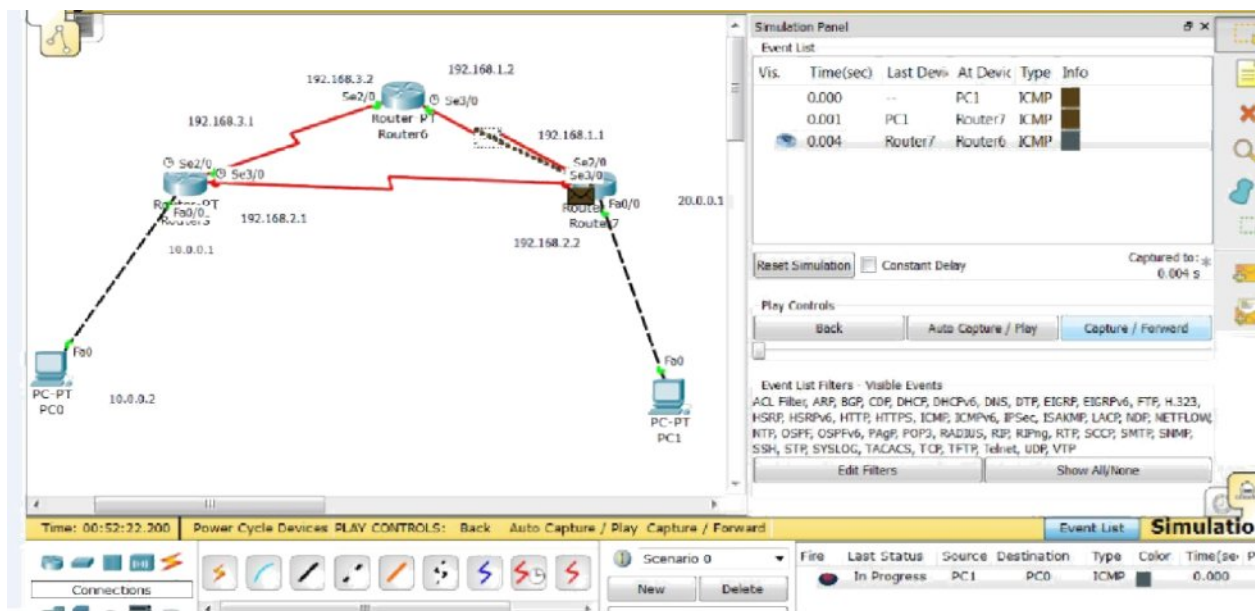 192.168.3.2
192.168.1.2
Se2/0
Se3/0
Router-PT
Router6
192.168.3.1
192.168.1.1
Se2/0
Se3/0
Se2/0
Se3/0
Fa0/0
192.168.2.1
10.0.0.1
Fa0/0
20.0.0.1
192.168.2.2
Fa0
PC-PT
PC0
10.0.0.2
Fa0
PC-PT
PC1
Simulation Panel
Event List
Vis. Time(sec) Last Devi At Devic Type Info
0.000 -- PC1 ICMP
0.001 PC1 Router7 ICMP
0.004 Router7 Router6 ICMP
Reset Simulation Constant Delay
Captured to: *
0.004 s
Play Controls
Back Auto Capture / Play Capture / Forward
Event List Filters - Visible Events
ACL Filter, ARP, BGP, CDP, DHCP, DHCPv6, DNS, DTP, EIGRP, EIGRPv6, FTP, H.323,
HSRP, HSRPv6, HTTP, HTTPS, ICMP, ICMPv6, IPSec, ISAKMP, LACP, NDP, NETFLOW,
NTP, OSPF, OSPFv6, PAgP, POP3, RADIUS, RIP, RIPng, RTP, SCCP, SMTP, SNMP,
SSH, STP, SYSLOG, TACACS, TCP, TFTP, Telnet, UDP, VTP
Edit Filters Show All/None
Time: 00:52:22.200 Power Cycle Devices PLAY CONTROLS: Back Auto Capture / Play Capture / Forward
Event List Simulatio
Connections
Scenario 0
New Delete
Fire Last Status Source Destination Type Color Time(se P
In Progress PC1 PC0 ICMP 0.000